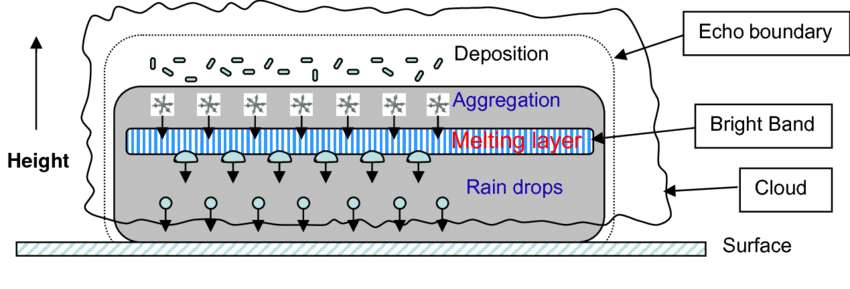 Echo boundary
Deposition
Aggregation
Bright Band
Melting layer
Height
Rain drops
Cloud
Surface